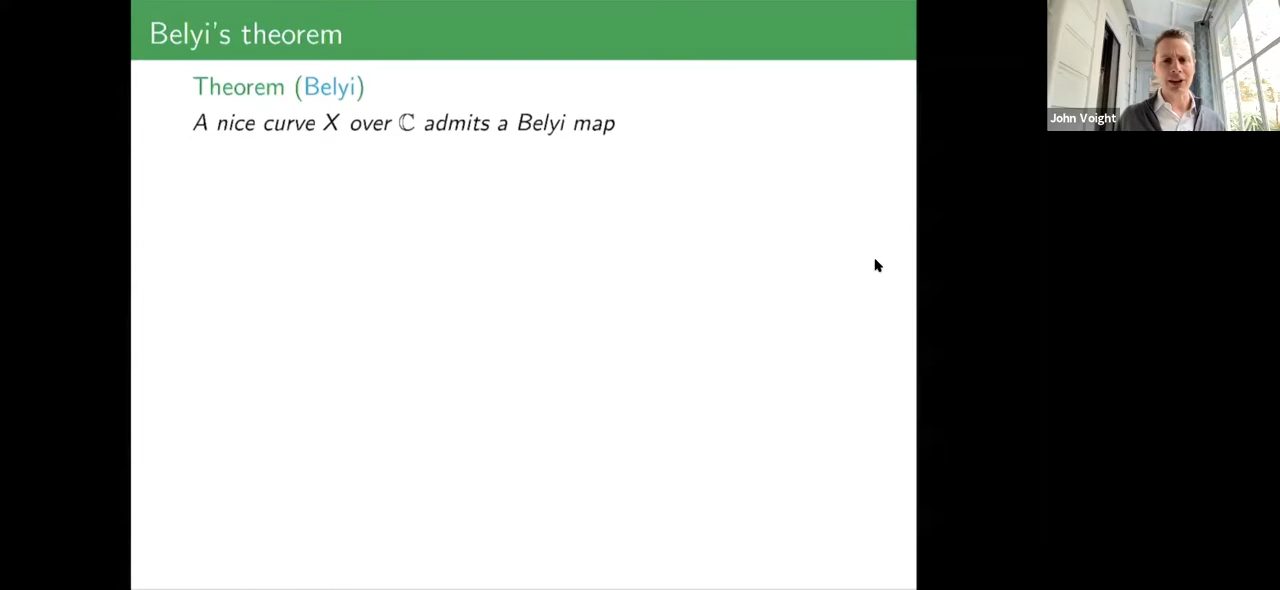 Belyi's theorem
Theorem (Belyi)
A nice curve X over ℂ admits a Belyi map
John Voight